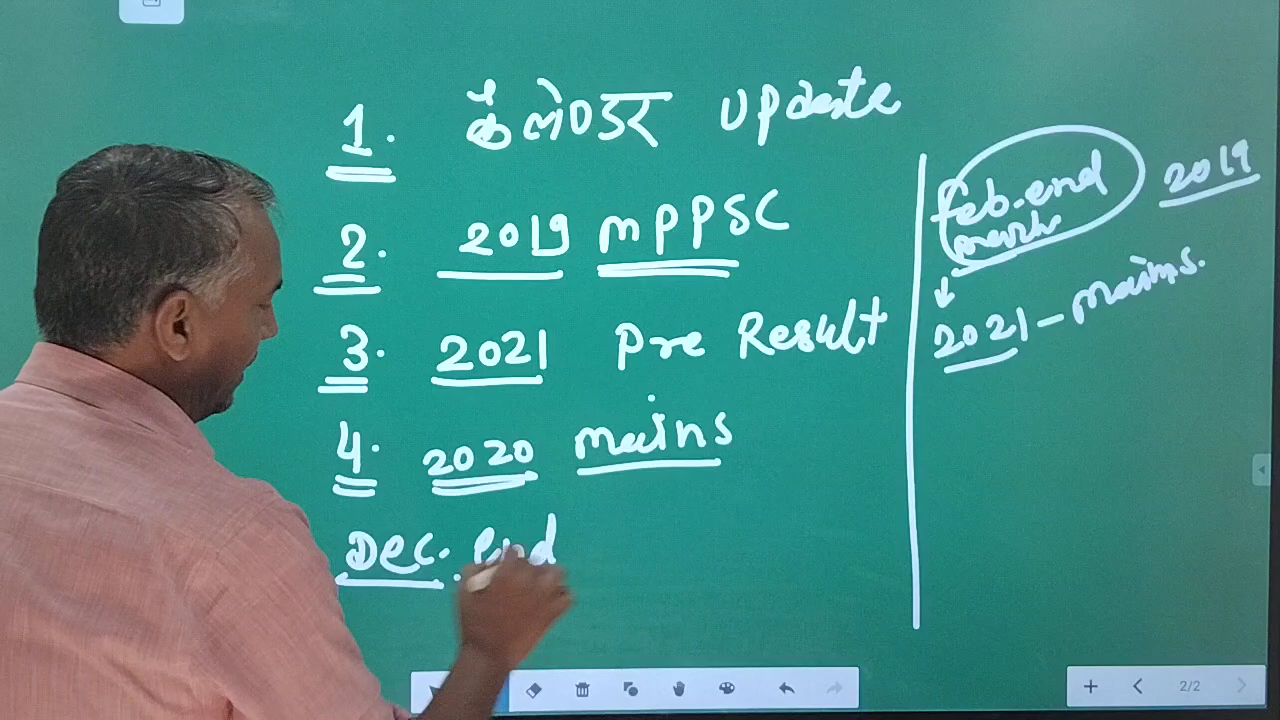 1. कैलेण्डर Update
2. 2019 MPPSC
3. 2021 Pre Result
4. 2020 mains
Dec. End
feb-end 2019
2021 - mains.
2/2